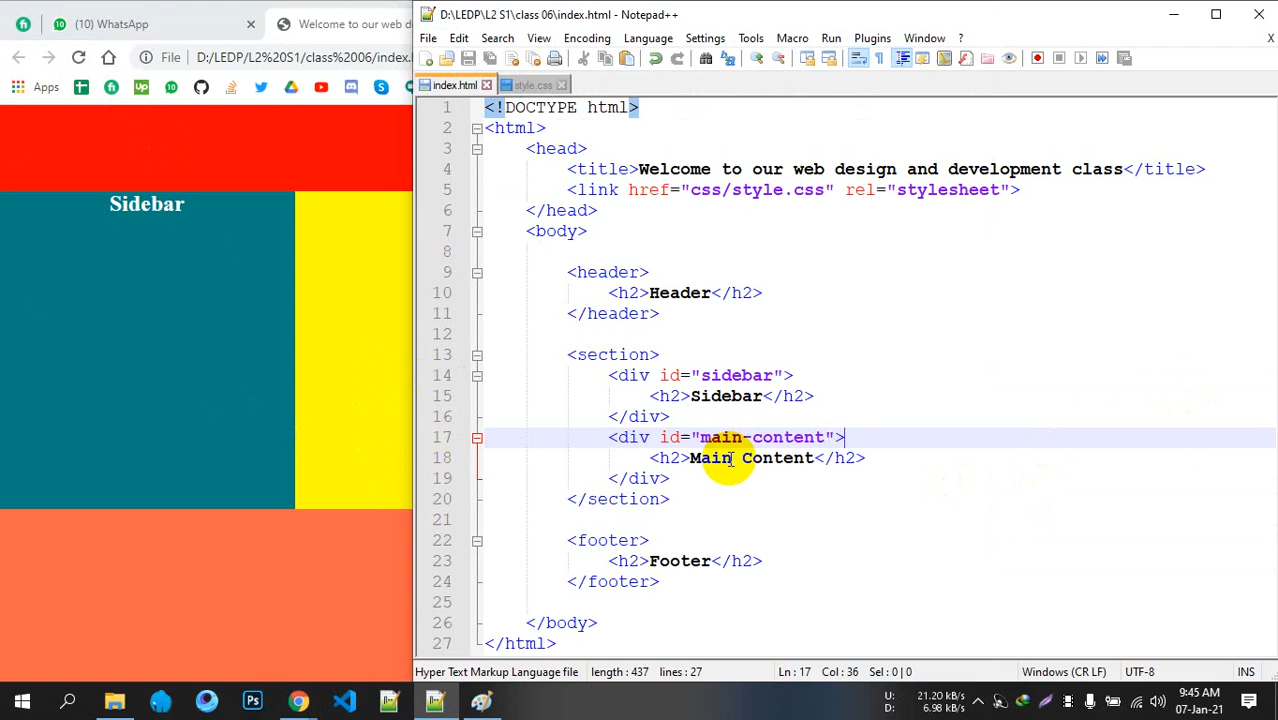 (10) WhatsApp
Welcome to our web d
File
D:/LEDP/L2%20S1/class%2006/index.
Apps
Sidebar
D:\LEDP\L2 S1\class 06\index.html - Notepad++
File Edit Search View Encoding Language Settings Tools Macro Run Plugins Window ? X
index.html style.css
1 <!DOCTYPE html>
2 <html>
3 <head>
4 <title>Welcome to our web design and development class</title>
5 <link href="css/style.css" rel="stylesheet">
6 </head>
7 <body>
8
9 <header>
10 <h2>Header</h2>
11 </header>
12
13 <section>
14 <div id="sidebar">
15 <h2>Sidebar</h2>
16 </div>
17 <div id="main-content">
18 <h2>Main Content</h2>
19 </div>
20 </section>
21
22 <footer>
23 <h2>Footer</h2>
24 </footer>
25
26 </body>
27 </html>
Hyper Text Markup Language file length : 437 lines : 27 Ln : 17 Col : 36 Sel : 0 | 0 Windows (CR LF) UTF-8 INS
U: 21.20 kB/s
D: 6.98 kB/s
9:45 AM
07-Jan-21